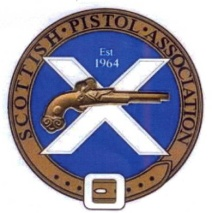 SCOTTISH · PISTOL · ASSOCIATION
Est
1964